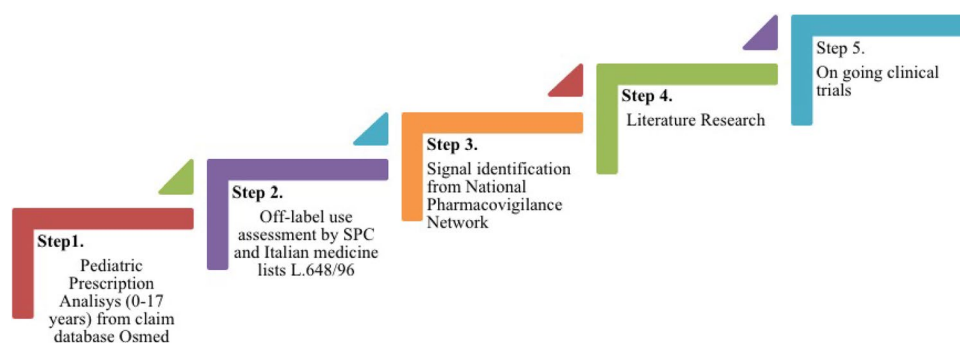 Step1.
Pediatric
Prescription
Analisys (0-17
years) from claim
database Osmed
Step 2.
Off-label use
assessment by SPC
and Italian medicine
lists L.648/96
Step 3.
Signal identification
from National
Pharmacovigilance
Network
Step 4.
Literature Research
Step 5.
On going clinical
trials